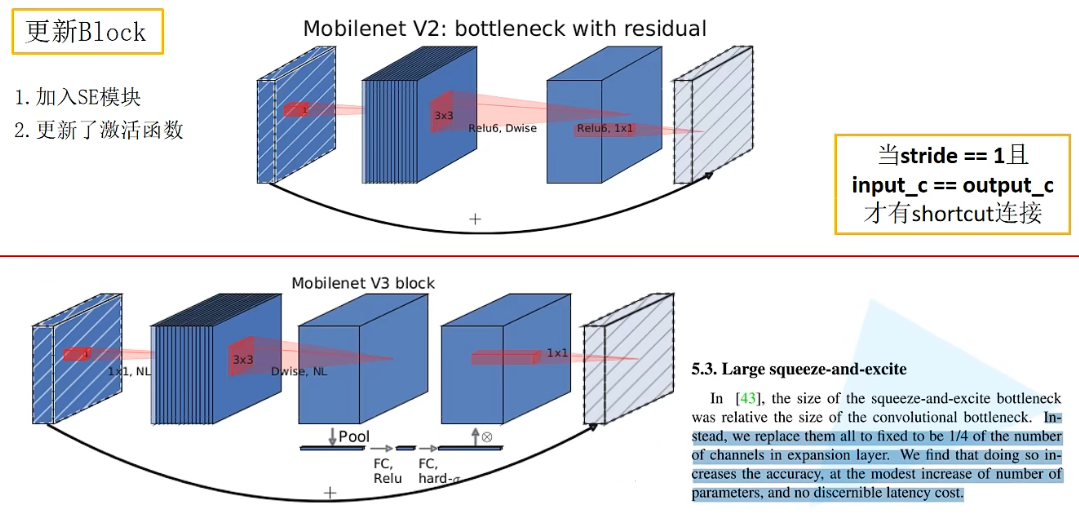 更新Block
1. 加入SE模块
2. 更新了激活函数
Mobilenet V2: bottleneck with residual
1
3x3
Relu6, Dwise
Relu6, 1x1
+
当stride == 1且
input_c == output_c
才有shortcut连接
Mobilenet V3 block
1
1x1, NL
3x3
Dwise, NL
1x1
Pool
⊗
FC,
Relu
FC,
hard-σ
+
5.3. Large squeeze-and-excite
In [43], the size of the squeeze-and-excite bottleneck
was relative the size of the convolutional bottleneck. In-
stead, we replace them all to fixed to be 1/4 of the number
of channels in expansion layer. We find that doing so in-
creases the accuracy, at the modest increase of number of
parameters, and no discernible latency cost.